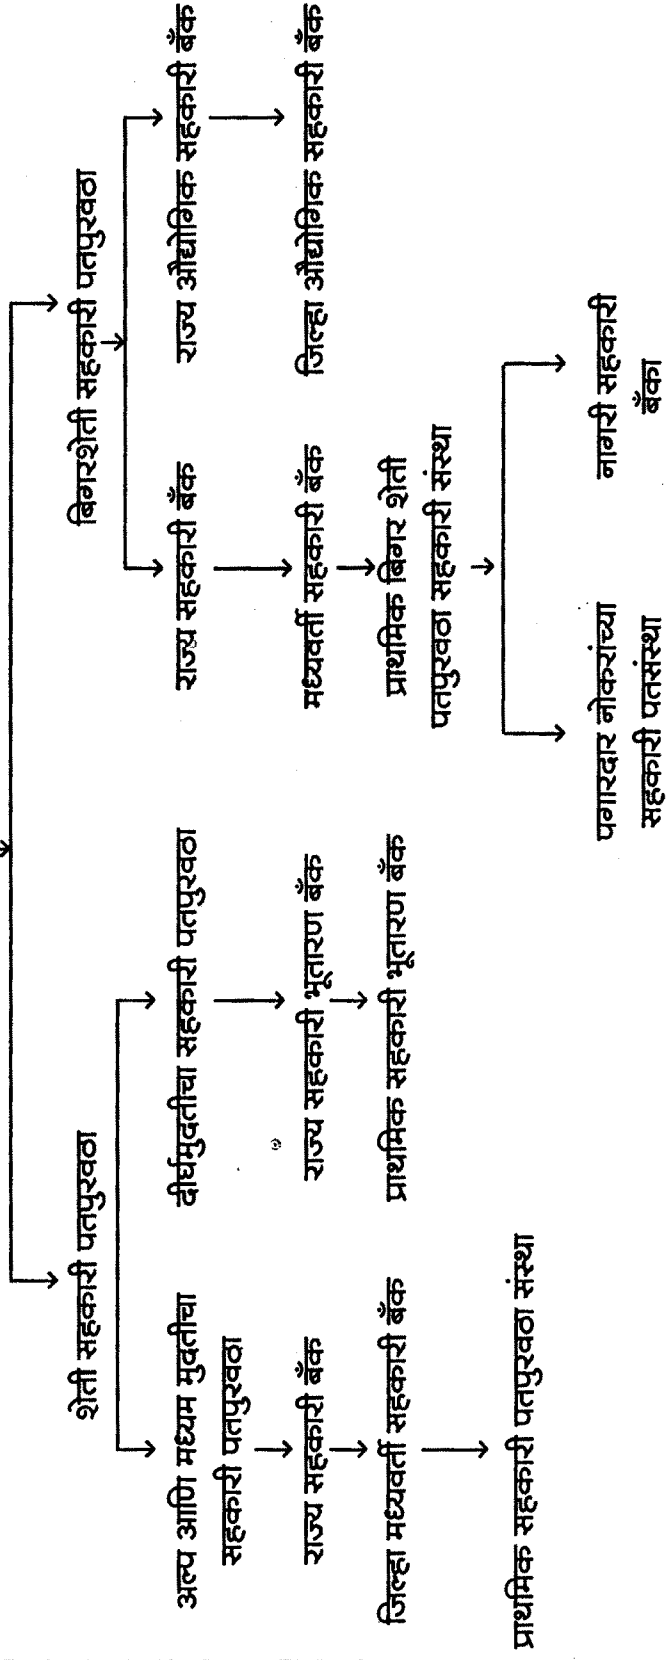 शेती सहकारी पतपुरवठा
बिगरशेती सहकारी पतपुरवठा
अल्प आणि मध्यम मुदतीचा
सहकारी पतपुरवठा
दीर्घमुदतीचा सहकारी पतपुरवठा
राज्य सहकारी बँक
राज्य औद्योगिक सहकारी बँक
राज्य सहकारी बँक
राज्य सहकारी भूतारण बँक
मध्यवर्ती सहकारी बँक
जिल्हा औद्योगिक सहकारी बँक
जिल्हा मध्यवर्ती सहकारी बँक
प्राथमिक सहकारी भूतारण बँक
प्राथमिक बिगर शेती
पतपुरवठा सहकारी संस्था
प्राथमिक सहकारी पतपुरवठा संस्था
पगारदार नोकरांच्या
सहकारी पतसंस्था
नागरी सहकारी
बँका